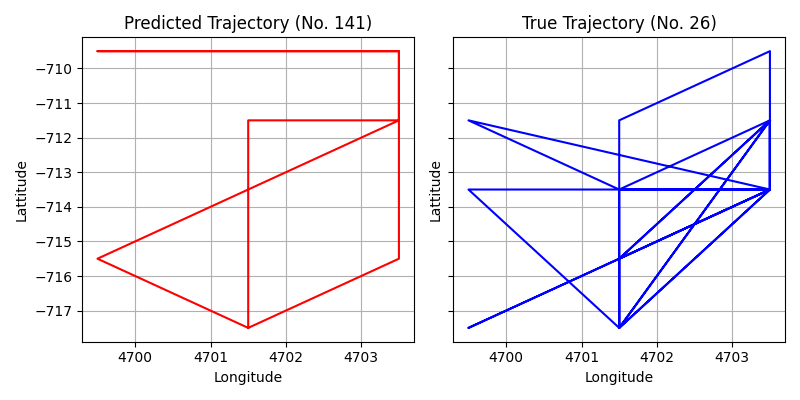 Predicted Trajectory (No. 141)
True Trajectory (No. 26)
−710
−711
−712
−713
−714
−715
−716
−717
Lattitude
Lattitude
4700 4701 4702 4703
4700 4701 4702 4703
Longitude
Longitude